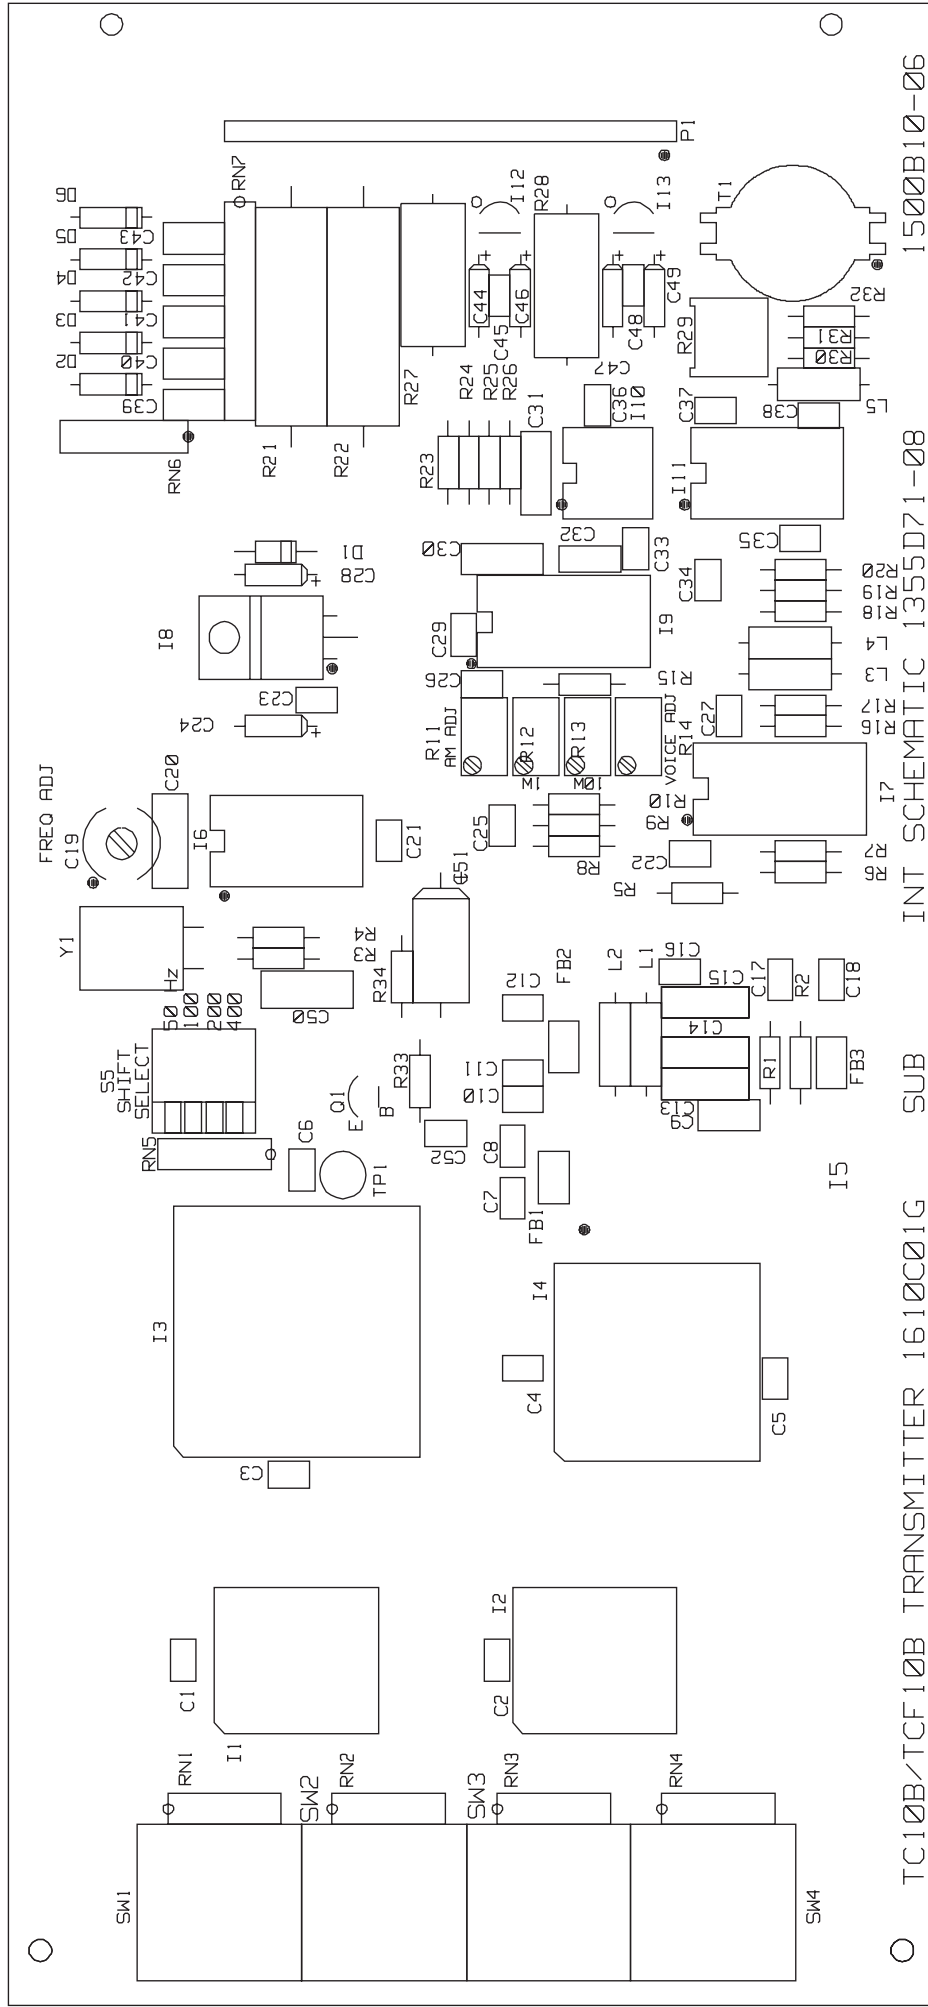 D6
D5
D4
D3
D2
C43
C42
C41
C40
C39
RN7
RN6
R21
R22
R27
P1
I12
R28
I13
T1
C44
C45
C46
C47
C48
C49
R29
R32
R31
R30
L5
R24
R25
R26
R23
C31
C36
I10
C37
C38
I11
D1
C28
I8
C23
C24
C30
C32
C33
C29
I9
C34
C35
R20
R19
R18
L4
L3
R17
R16
C26
R15
C27
R11
AM ADJ
R12
1M
R13
10M
R14
VOICE ADJ
I7
FREQ ADJ
C19
C20
I6
C21
C25
R8
R10
R9
C22
R5
R7
R6
Y1
Hz
50
100
200
400
R4
R3
C50
R34
C51
S5
SHIFT
SELECT
RN5
C6
TP1
Q1
E
B
R33
C52
C12
FB2
C11
C10
C8
C7
FB1
L2
L1
C16
C15
C14
C13
C9
C17
R2
C18
R1
FB3
I5
I3
C3
I4
C4
C5
C1
I1
C2
I2
RN1
RN2
RN3
RN4
SW1
SW2
SW3
SW4
TC10B/TCF10B TRANSMITTER 1610C01G SUB INT SCHEMATIC 1355D71-08 1500B10-06